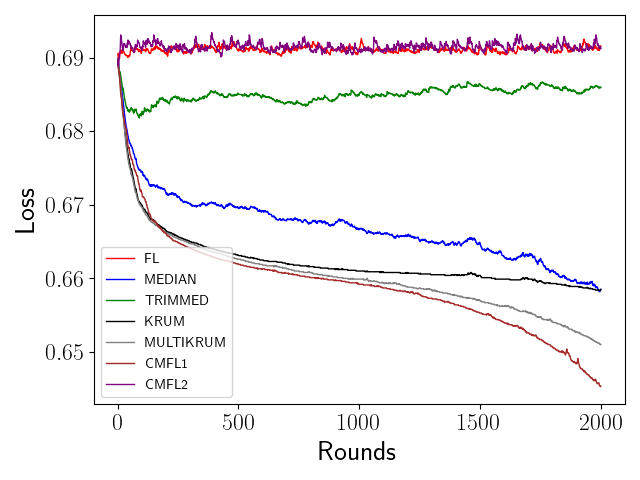 0.69
0.68
0.67
0.66
0.65
Loss
FL
MEDIAN
TRIMMED
KRUM
MULTIKRUM
CMFL1
CMFL2
0 500 1000 1500 2000
Rounds